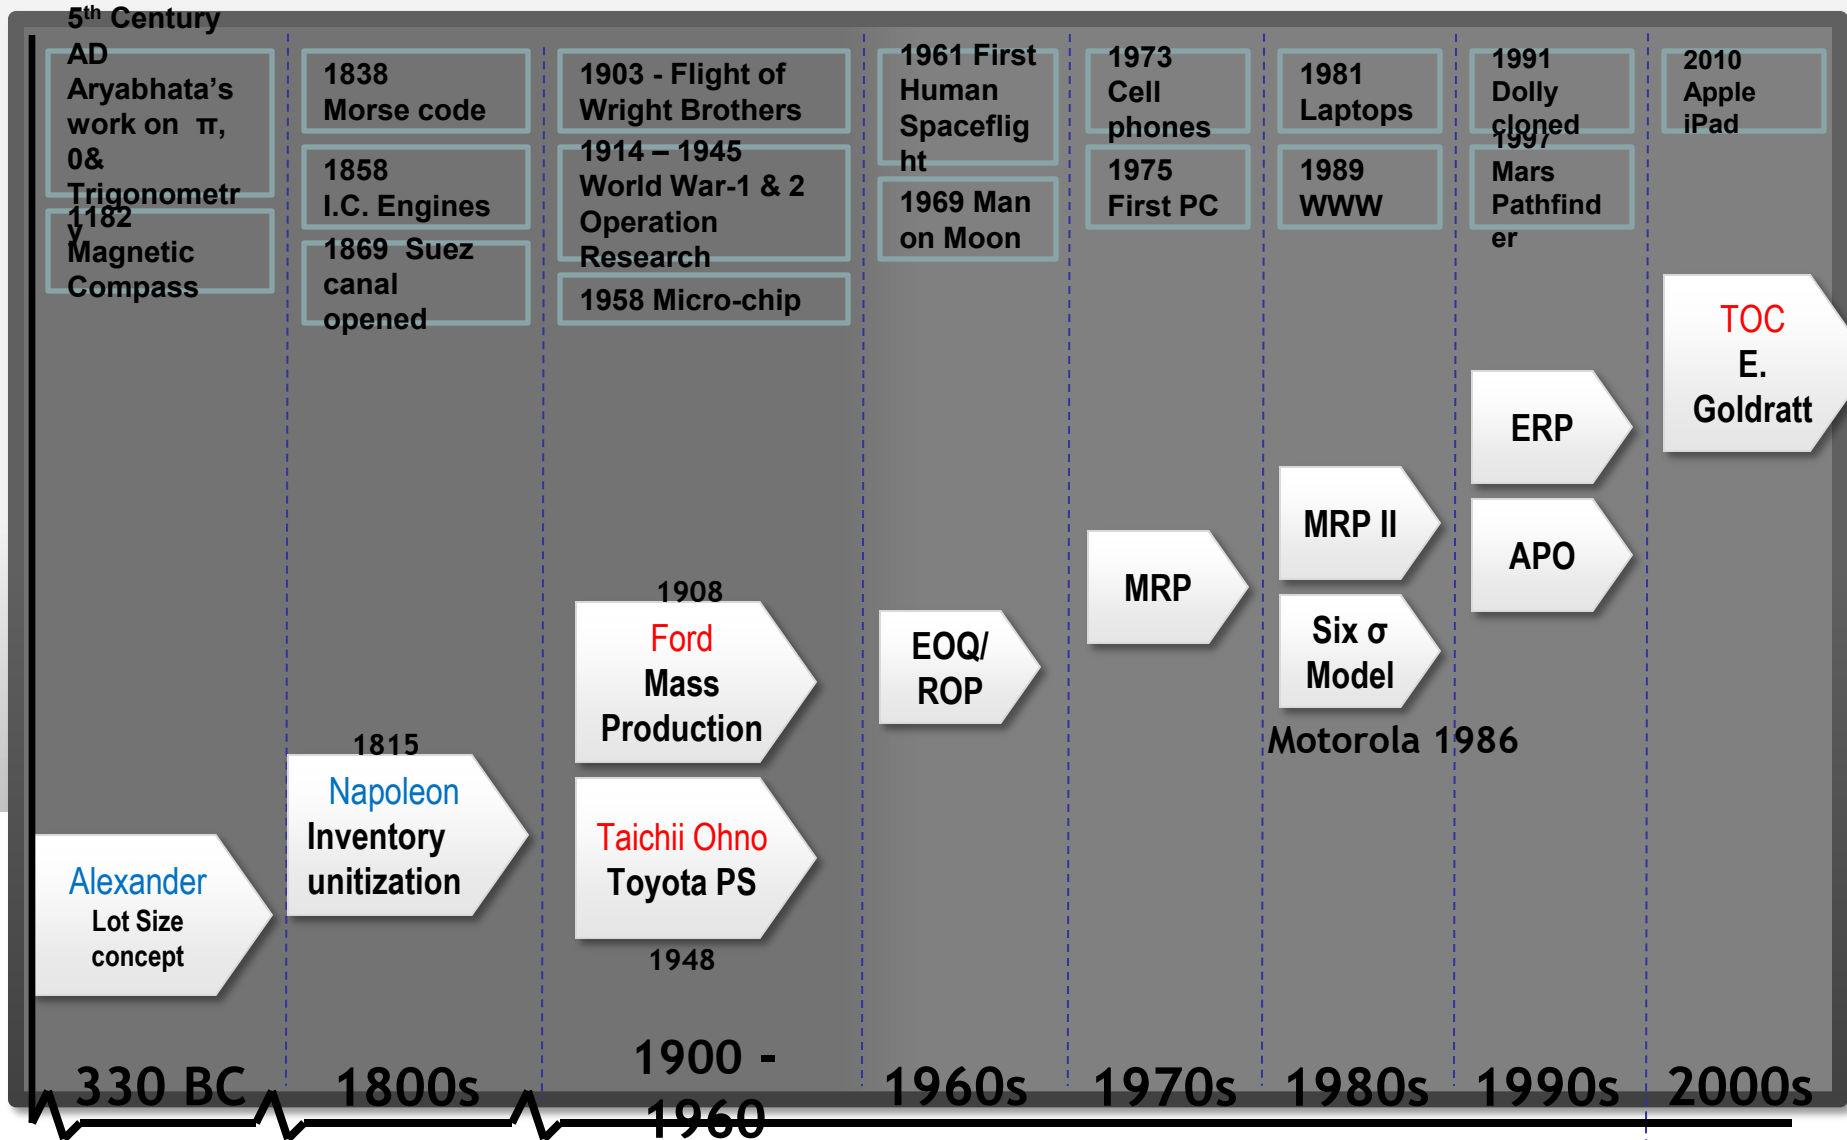 5th Century
AD
Aryabhata's
work on π,
0&
Trigonometr
y
1182
Magnetic
Compass
1838
Morse code
1858
I.C. Engines
1869 Suez
canal
opened
1903 - Flight of
Wright Brothers
1914 – 1945
World War-1 & 2
Operation
Research
1958 Micro-chip
1961 First
Human
Spaceflig
ht
1969 Man
on Moon
1973
Cell
phones
1975
First PC
1981
Laptops
1989
WWW
1991
Dolly
cloned
1997
Mars
Pathfind
er
2010
Apple
iPad
TOC
E.
Goldratt
ERP
APO
MRP II
Six σ
Model
Motorola 1986
MRP
EOQ/
ROP
1908
Ford
Mass
Production
Taichii Ohno
Toyota PS
1948
1815
Napoleon
Inventory
unitization
Alexander
Lot Size
concept
330 BC
1800s
1900 -
1960
1960s
1970s
1980s
1990s
2000s